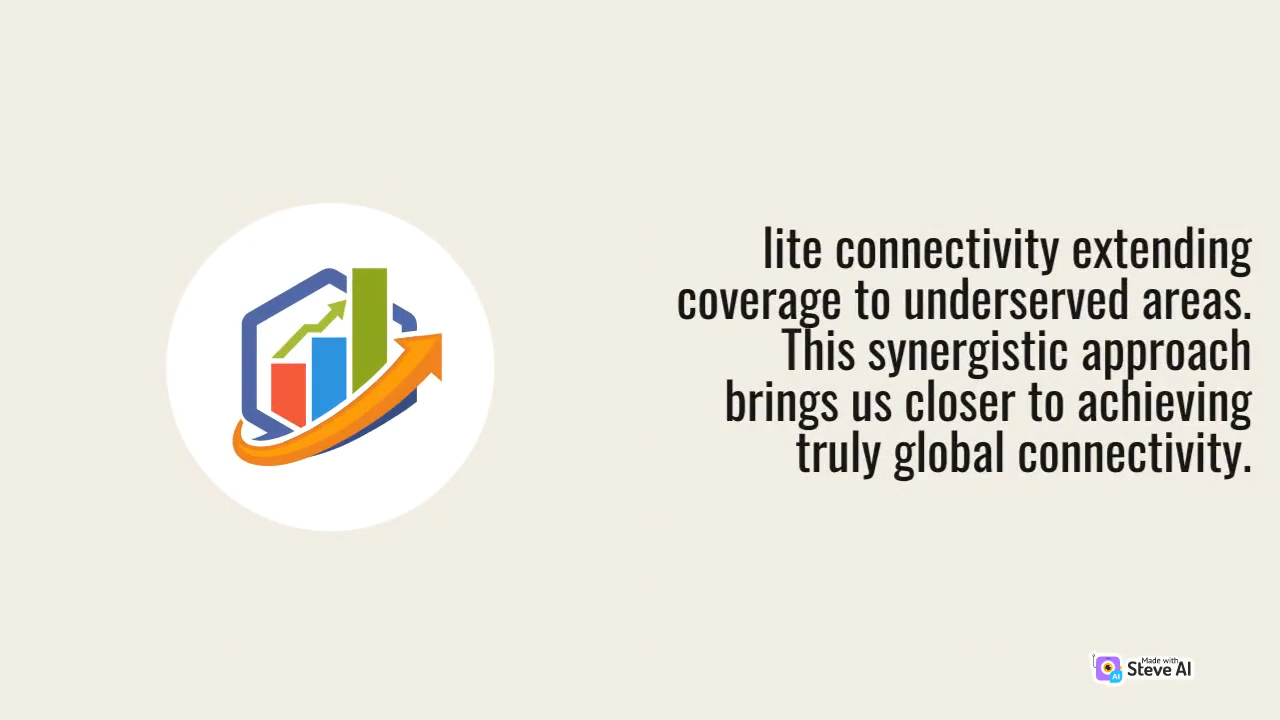 lite connectivity extending
coverage to underserved areas.
This synergistic approach
brings us closer to achieving
truly global connectivity.
Made with
Steve AI
AI